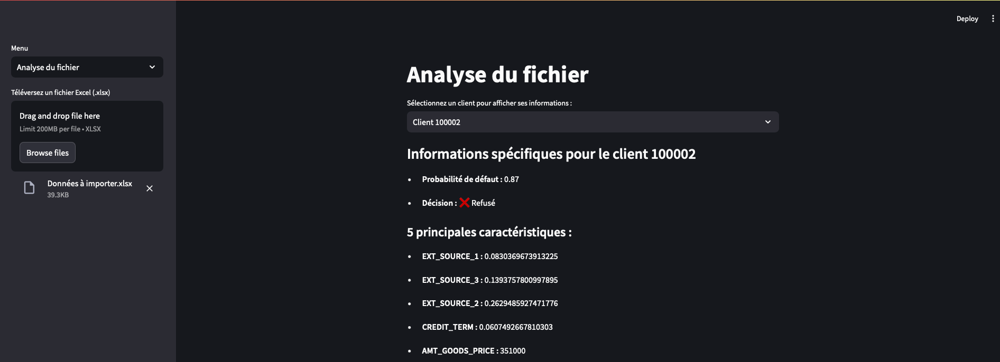 Deploy
Menu
Analyse du fichier
Téléversez un fichier Excel (.xlsx)
Drag and drop file here
Limit 200MB per file • XLSX
Browse files
Données à importer.xlsx
39.3KB
Analyse du fichier
Sélectionnez un client pour afficher ses informations :
Client 100002
Informations spécifiques pour le client 100002
• Probabilité de défaut : 0.87
• Décision : ❌ Refusé
5 principales caractéristiques :
• EXT_SOURCE_1 : 0.0830369673913225
• EXT_SOURCE_3 : 0.1393757800997895
• EXT_SOURCE_2 : 0.2629485927471776
• CREDIT_TERM : 0.0607492667810303
• AMT_GOODS_PRICE : 351000